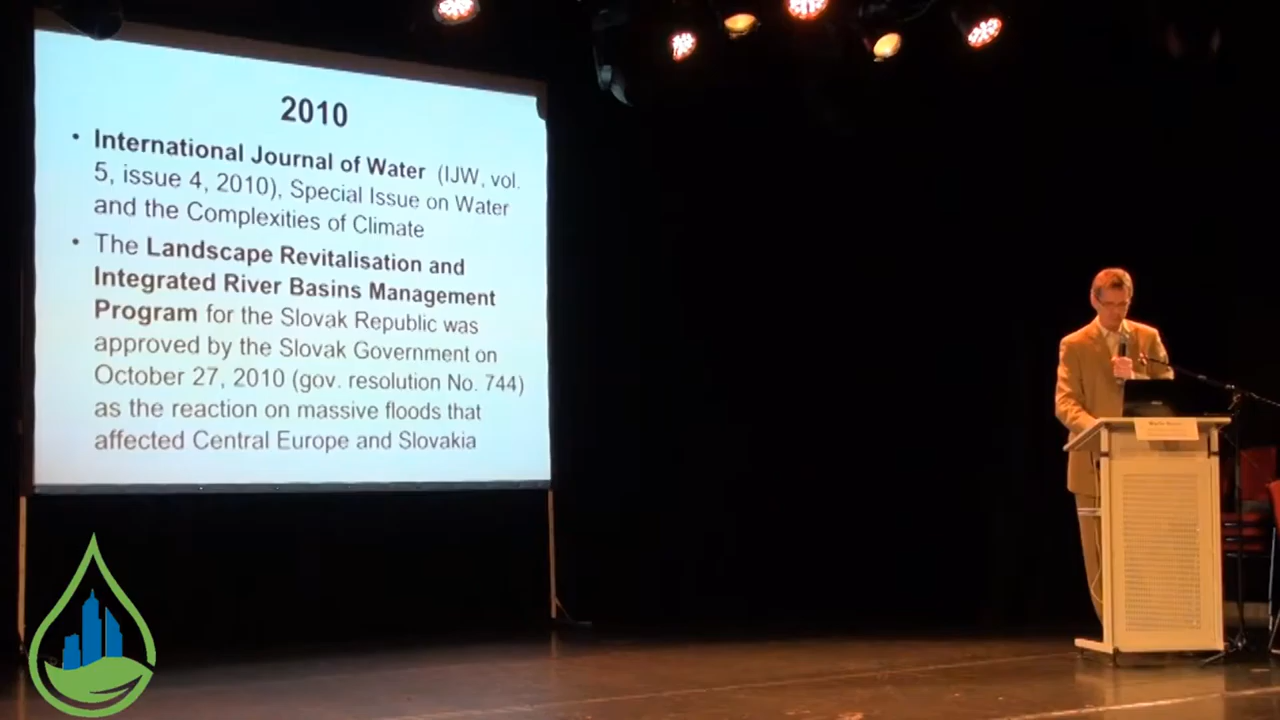 2010
• International Journal of Water (IJW, vol.
5, issue 4, 2010), Special Issue on Water
and the Complexities of Climate
• The Landscape Revitalisation and
Integrated River Basins Management
Program for the Slovak Republic was
approved by the Slovak Government on
October 27, 2010 (gov. resolution No. 744)
as the reaction on massive floods that
affected Central Europe and Slovakia